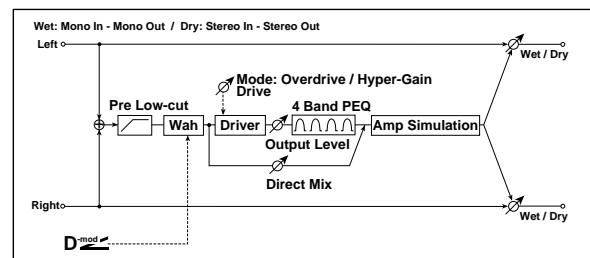 Wet: Mono In - Mono Out / Dry: Stereo In - Stereo Out
Left
Wet / Dry
Mode: Overdrive / Hyper-Gain
Drive
Pre Low-cut
4 Band PEQ
Wah
Driver
Amp Simulation
Output Level
Direct Mix
Right
Wet / Dry
D-mod